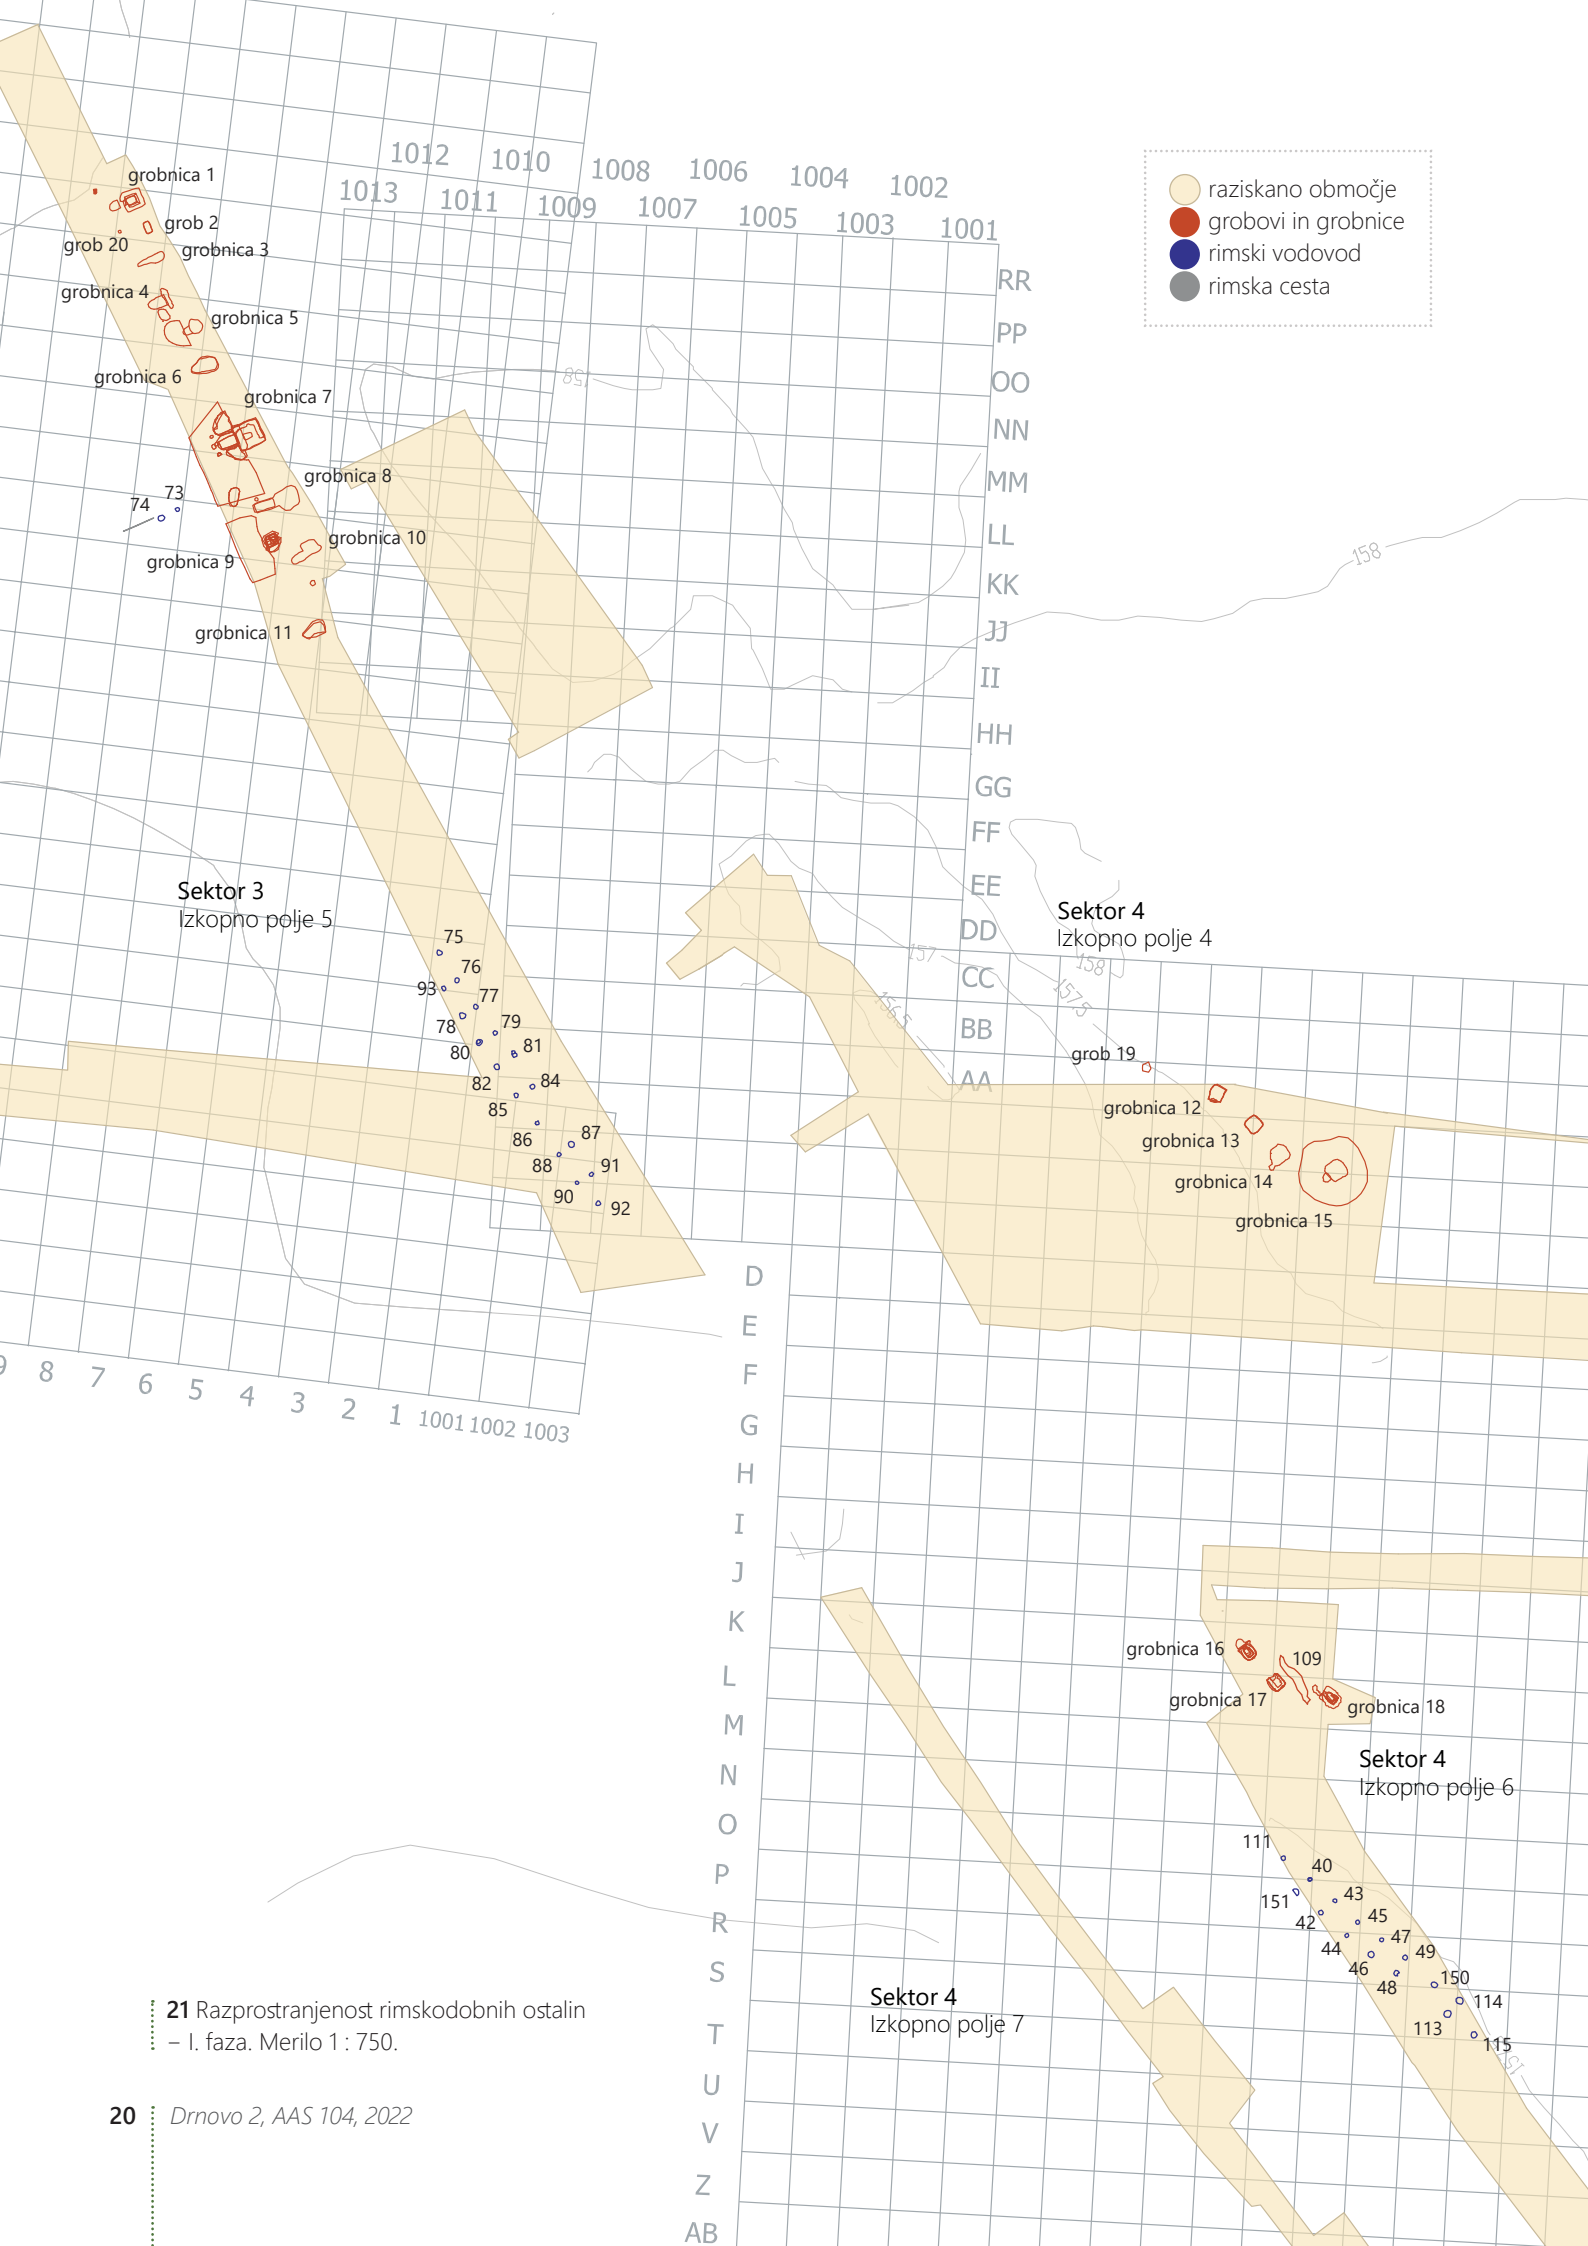 1012 1010 1008 1006 1004 1002
1013 1011 1009 1007 1005 1003 1001
raziskano območje
grobovi in grobnice
rimski vodovod
rimska cesta
grobnica 1
grob 2
grob 20
grobnica 3
grobnica 4
grobnica 5
grobnica 6
grobnica 7
grobnica 8
74 73
grobnica 10
grobnica 9
grobnica 11
RR
PP
OO
NN
MM
LL
KK
JJ
II
HH
GG
FF
EE
DD
CC
BB
AA
158
158
157
158
157.5
156.5
Sektor 3
Izkopno polje 5
75
76
93
77
78
79
80
81
82
84
85
86
87
88
91
90
92
Sektor 4
Izkopno polje 4
grob 19
grobnica 12
grobnica 13
grobnica 14
grobnica 15
9 8 7 6 5 4 3 2 1 1001 1002 1003
D
E
F
G
H
I
J
K
L
M
N
O
P
R
S
T
U
V
Z
AB
grobnica 16
109
grobnica 17
grobnica 18
Sektor 4
Izkopno polje 6
111
40
151
43
42
45
44
47
46
49
48
150
114
113
115
Sektor 4
Izkopno polje 7
21 Razprostranjenost rimskodobnih ostalin
– I. faza. Merilo 1 : 750.
20 Drnovo 2, AAS 104, 2022